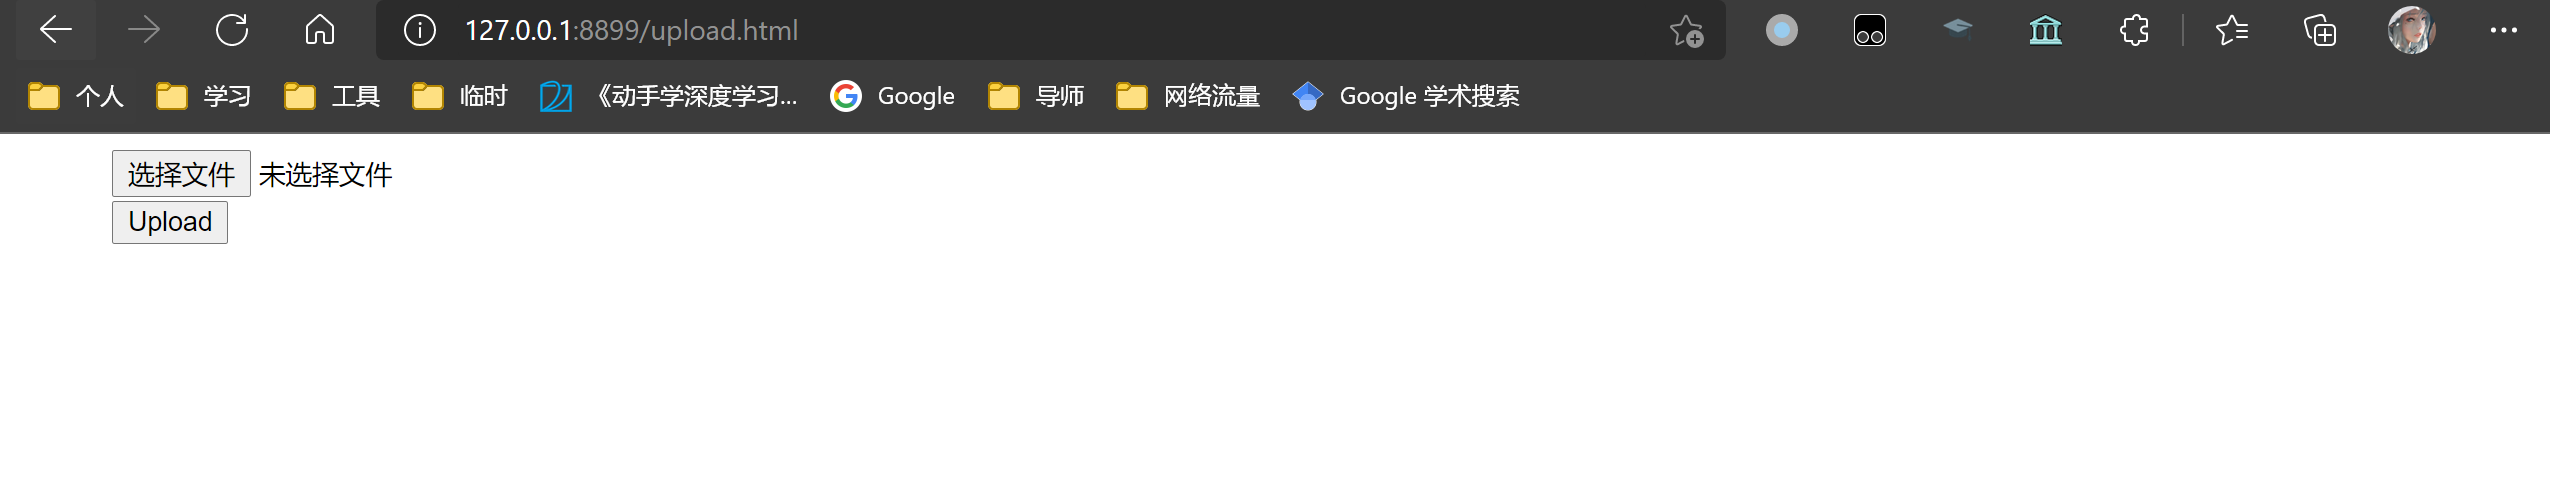 127.0.0.1:8899/upload.html
个人 学习 工具 临时 《动手学深度学习... Google 导师 网络流量 Google 学术搜索
选择文件 未选择文件
Upload